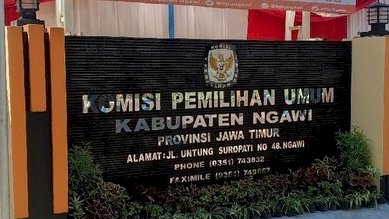 KOMISI PEMILIHAN UMUM
KABUPATEN NGAWI
PROVINSI JAWA TIMUR
ALAMAT: JL. UNTUNG SUROPATI NO 48. NGAWI
PHONE (0351) 743832
FAXIMILE (0351)